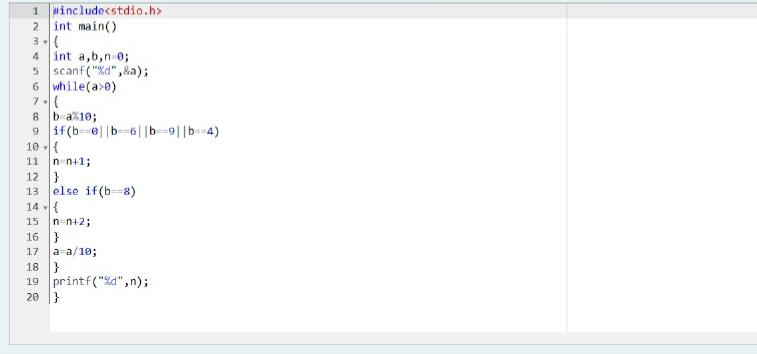 1 #include<stdio.h>
2 int main()
3 {
4 int a,b,n=0;
5 scanf("%d",&a);
6 while(a>0)
7 {
8 b=a%10;
9 if(b==0||b==6||b==9||b==4)
10 {
11 n=n+1;
12 }
13 else if(b==8)
14 {
15 n=n+2;
16 }
17 a=a/10;
18 }
19 printf("%d",n);
20 }